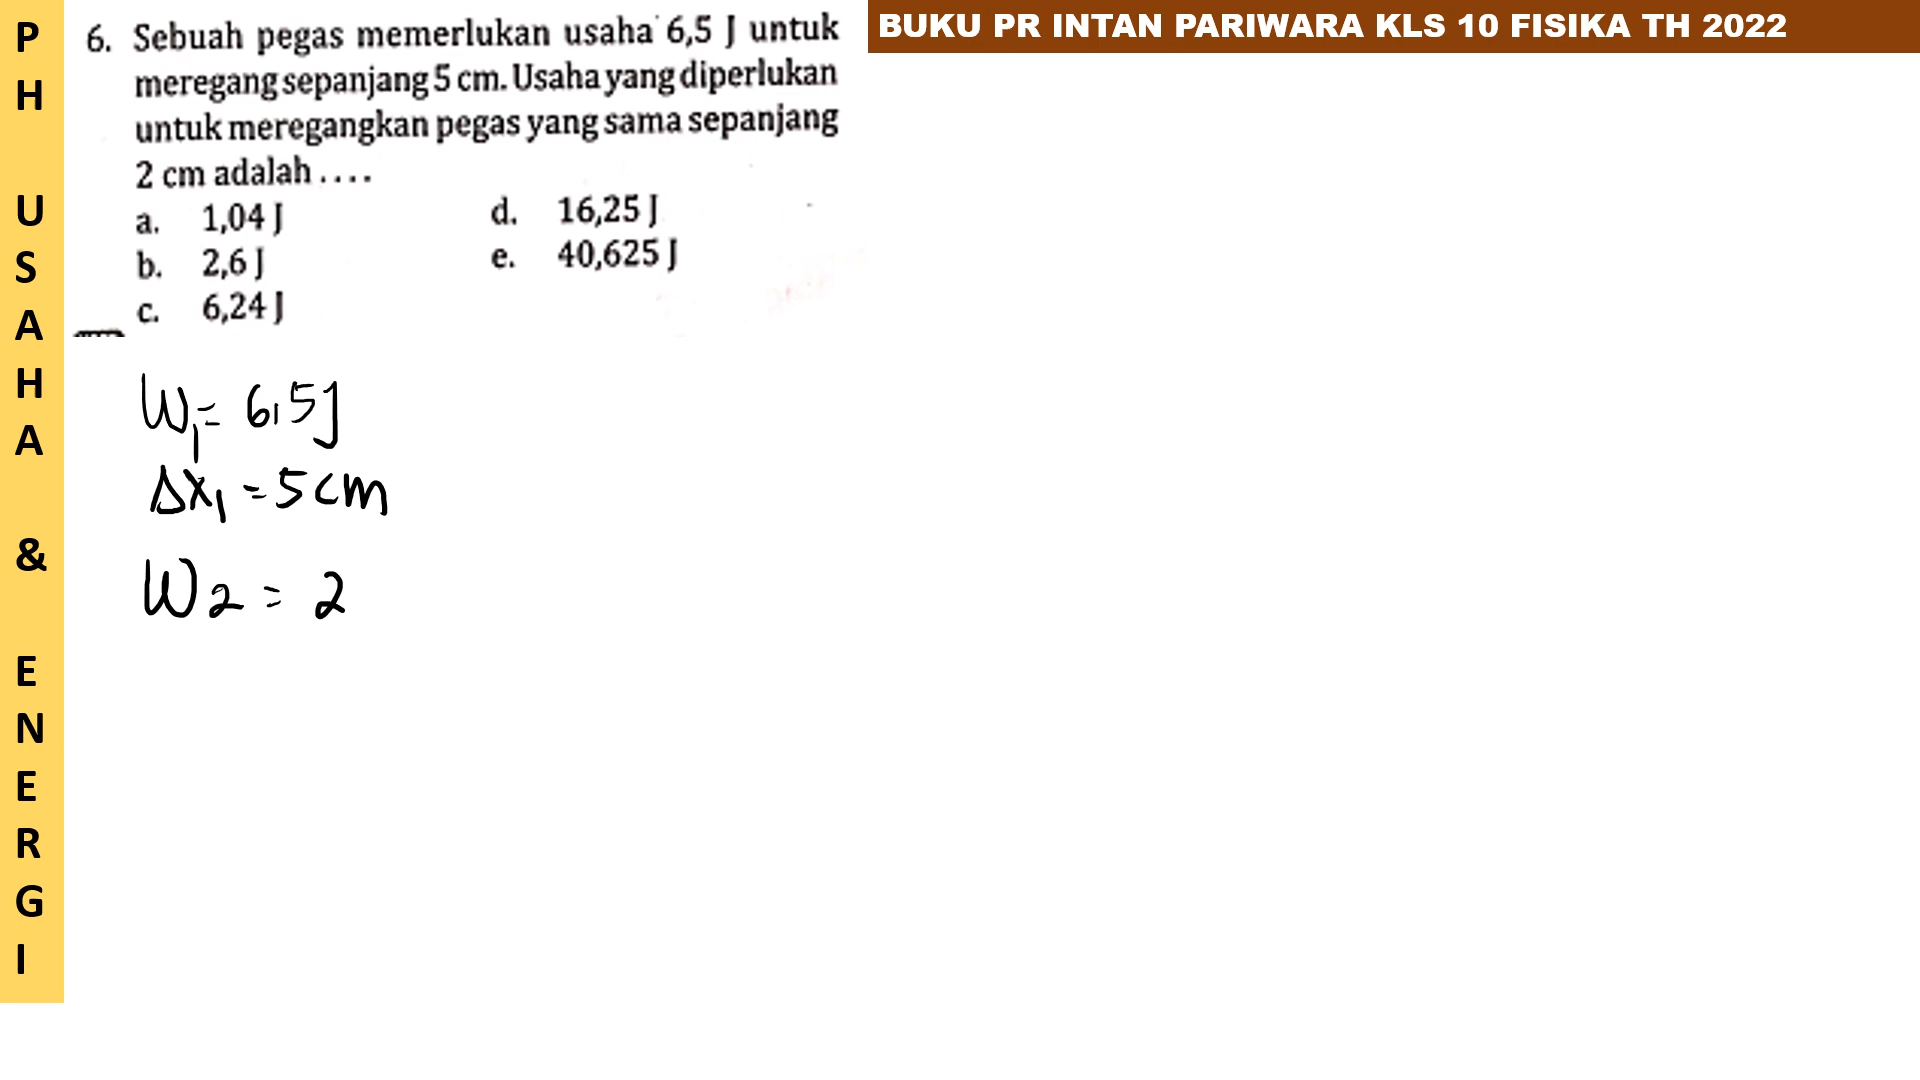 P
H
U
S
A
H
A
&
E
N
E
R
G
I
BUKU PR INTAN PARIWARA KLS 10 FISIKA TH 2022
6. Sebuah pegas memerlukan usaha 6,5 J untuk
meregang sepanjang 5 cm. Usaha yang diperlukan
untuk meregangkan pegas yang sama sepanjang
2 cm adalah . . . .
a. 1,04 J
b. 2,6 J
c. 6,24 J
d. 16,25 J
e. 40,625 J
W₁ = 6,5 J
Δx₁ = 5 cm
W2 = 2